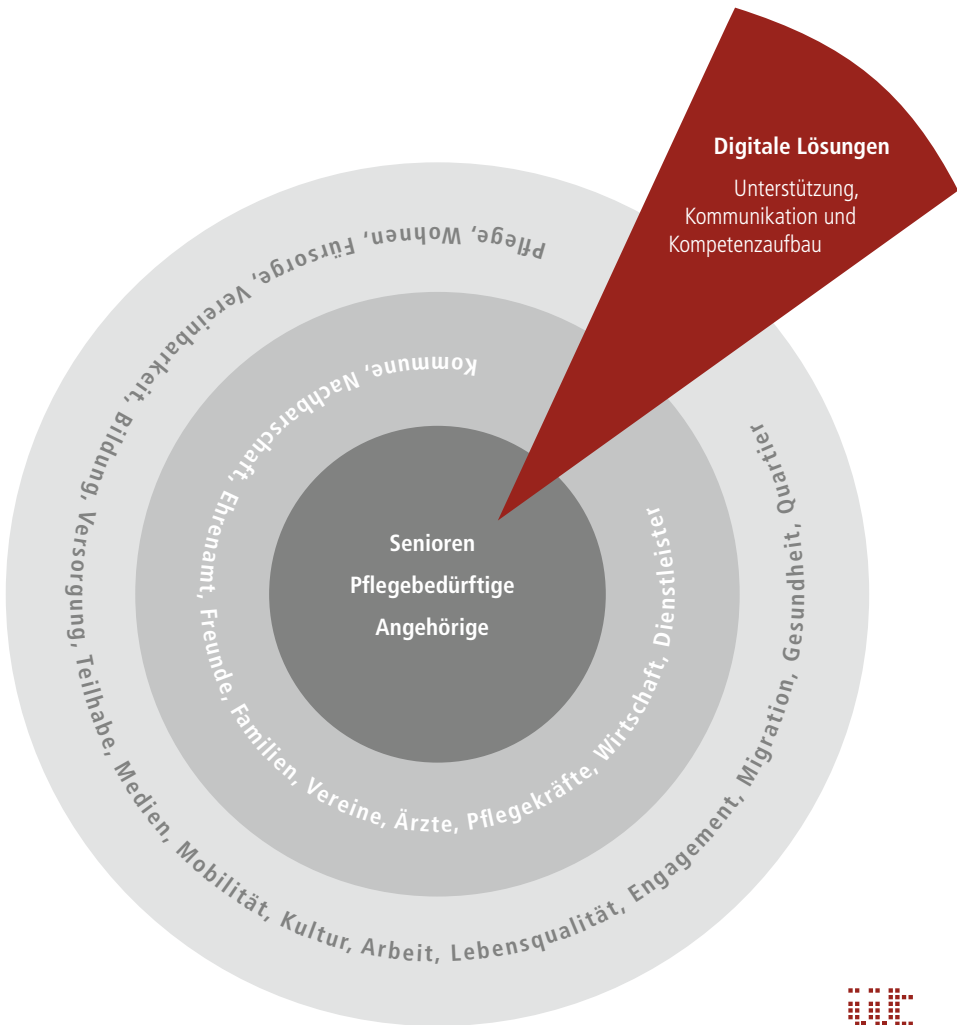 Digitale Lösungen
Unterstützung,
Kommunikation und
Kompetenzaufbau
Pflege, Wohnen, Fürsorge, Vereinbarkeit, Bildung, Versorgung, Teilhabe, Medien, Mobilität, Kultur, Arbeit, Lebensqualität, Engagement, Migration, Gesundheit, Quartier
Kommune, Nachbarschaft, Ehrenamt, Freunde, Familien, Vereine, Ärzte, Pflegekräfte, Wirtschaft, Dienstleister
Senioren
Pflegebedürftige
Angehörige